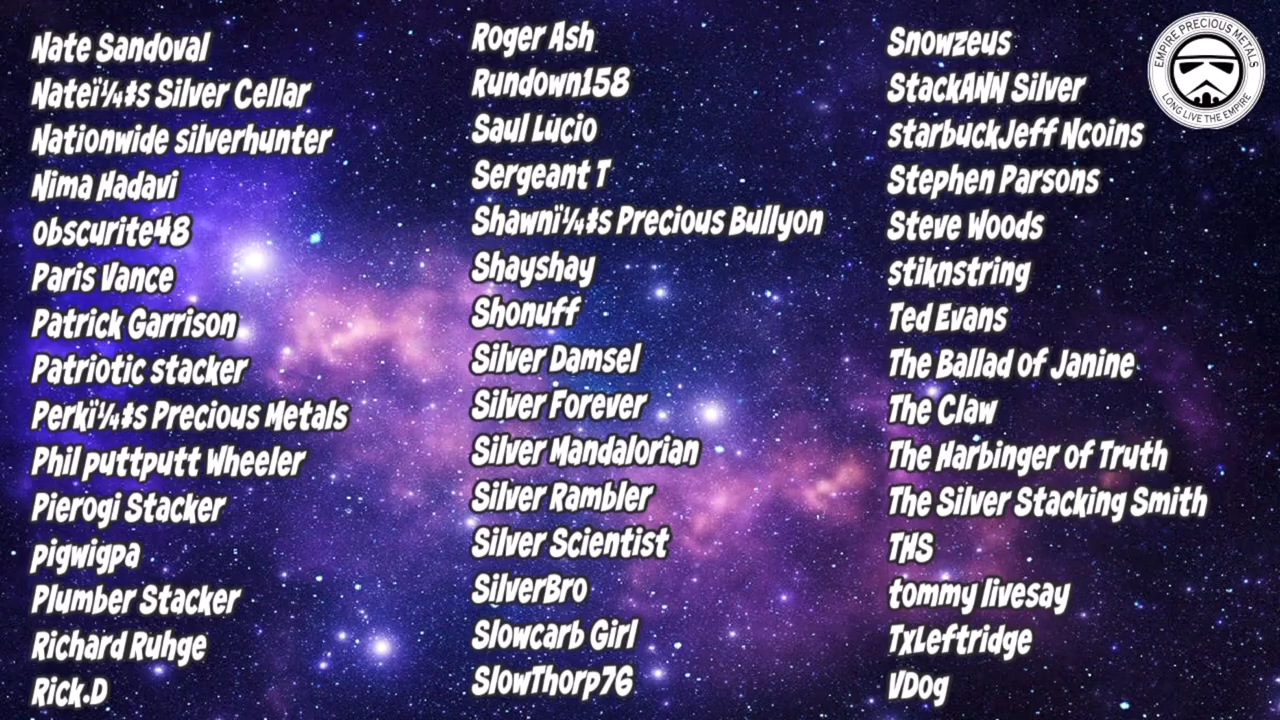 Nate Sandoval
Nateï¼‡s Silver Cellar
Nationwide silverhunter
Nima Hadavi
obscurite48
Paris Vance
Patrick Garrison
Patriotic stacker
Perkï¼‡s Precious Metals
Phil puttputt Wheeler
Pierogi Stacker
pigwigpa
Plumber Stacker
Richard Ruhge
Rick.D
Roger Ash
Rundown158
Saul Lucio
Sergeant T
Shawnï¼‡s Precious Bullyon
Shayshay
Shonuff
Silver Damsel
Silver Forever
Silver Mandalorian
Silver Rambler
Silver Scientist
SilverBro
Slowcarb Girl
SlowThorp76
Snowzeus
StackANN Silver
starbuckJeff Ncoins
Stephen Parsons
Steve Woods
stiknstring
Ted Evans
The Ballad of Janine
The Claw
The Harbinger of Truth
The Silver Stacking Smith
THS
tommy livesay
TxLeftridge
VDog
EMPIRE PRECIOUS METALS
LONG LIVE THE EMPIRE